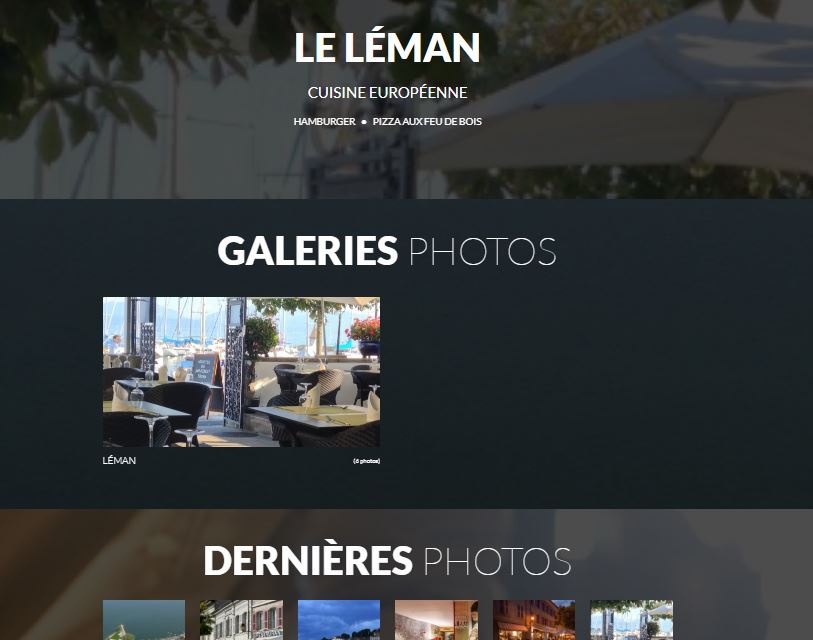 LE LÉMAN
CUISINE EUROPÉENNE
HAMBURGER ● PIZZA AUX FEU DE BOIS
GALERIES PHOTOS
LÉMAN (6 photos)
DERNIÈRES PHOTOS